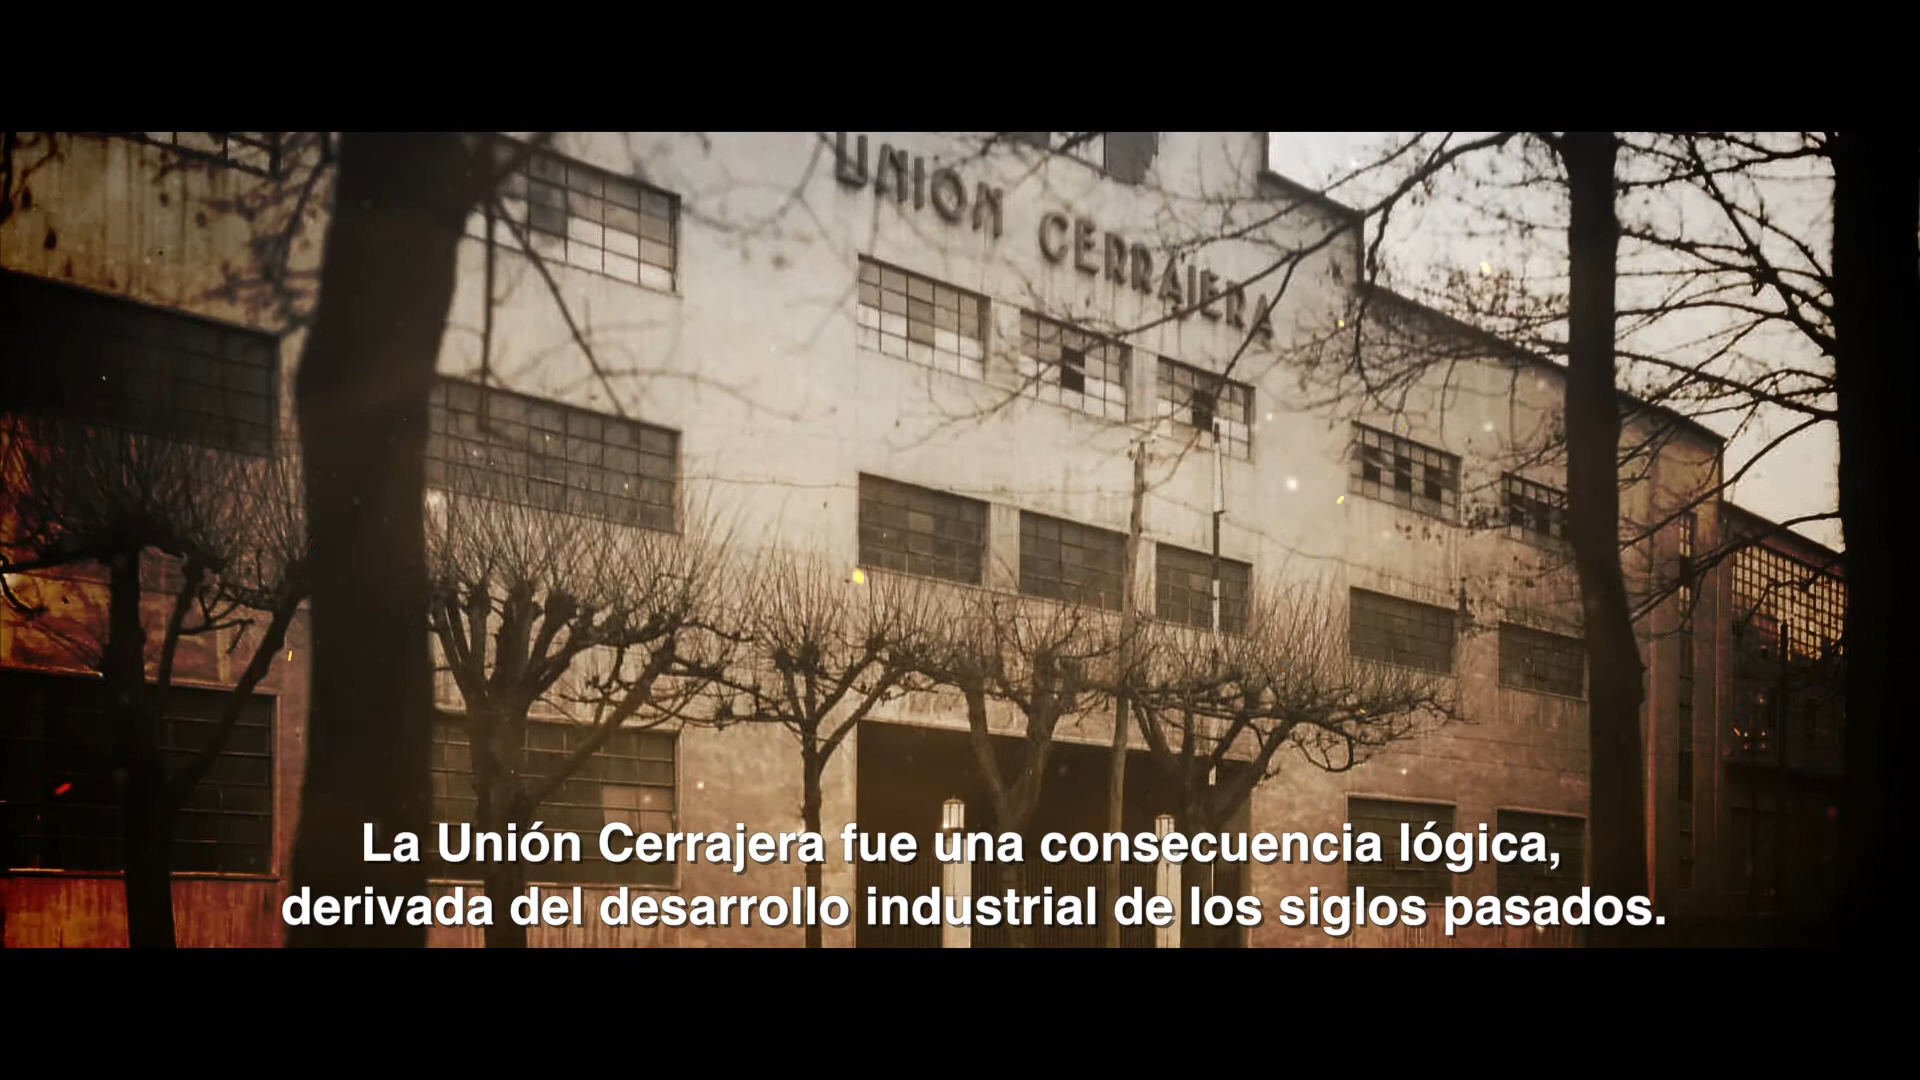 UNION CERRAJERA
La Unión Cerrajera fue una consecuencia lógica,
derivada del desarrollo industrial de los siglos pasados.